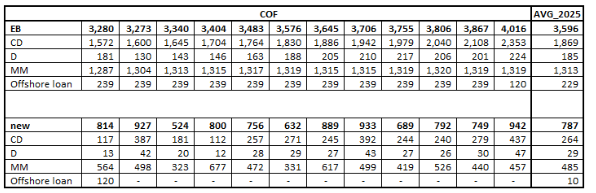 COF AVG_2025
EB 3,280 3,273 3,340 3,404 3,483 3,576 3,645 3,706 3,755 3,806 3,867 4,016 3,596
CD 1,572 1,600 1,645 1,704 1,764 1,830 1,886 1,942 1,979 2,040 2,108 2,353 1,869
D 181 130 143 146 163 188 205 210 217 206 201 224 185
MM 1,287 1,304 1,313 1,315 1,317 1,319 1,315 1,315 1,319 1,320 1,319 1,319 1,313
Offshore loan 239 239 239 239 239 239 239 239 239 239 239 120 229
new 814 927 524 800 756 632 889 933 689 792 749 942 787
CD 117 387 181 112 257 271 245 392 244 240 279 437 264
D 13 42 20 12 28 29 27 43 27 26 30 47 29
MM 564 498 323 677 472 331 617 499 419 526 440 457 485
Offshore loan 120 - - - - - - - - - - - 10